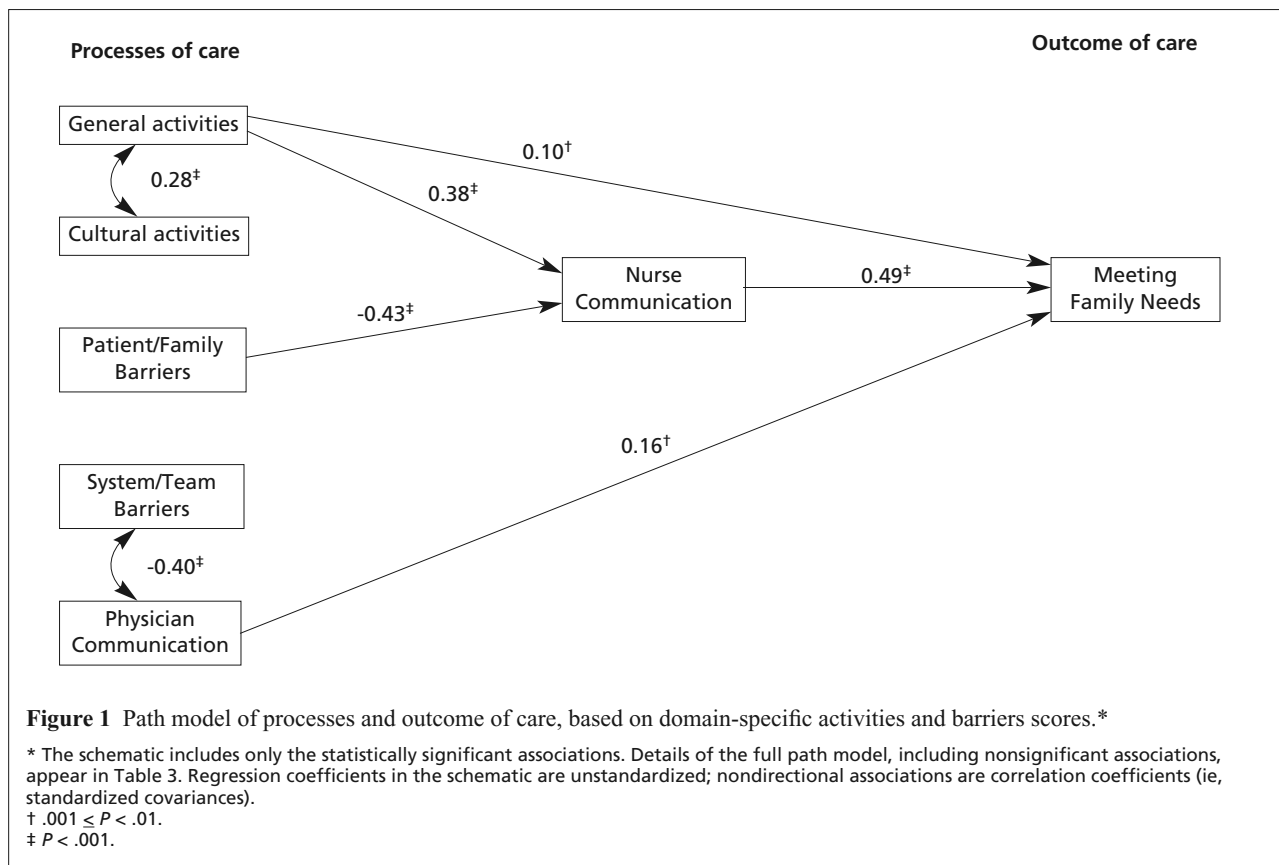 Processes of care
Outcome of care
General activities
0.10†
0.28‡
0.38‡
Cultural activities
Nurse
Communication
0.49‡
Meeting
Family Needs
-0.43‡
Patient/Family
Barriers
0.16†
System/Team
Barriers
-0.40‡
Physician
Communication
Figure 1 Path model of processes and outcome of care, based on domain-specific activities and barriers scores.*
* The schematic includes only the statistically significant associations. Details of the full path model, including nonsignificant associations,
appear in Table 3. Regression coefficients in the schematic are unstandardized; nondirectional associations are correlation coefficients (ie,
standardized covariances).
† .001 ≤ P < .01.
‡ P < .001.